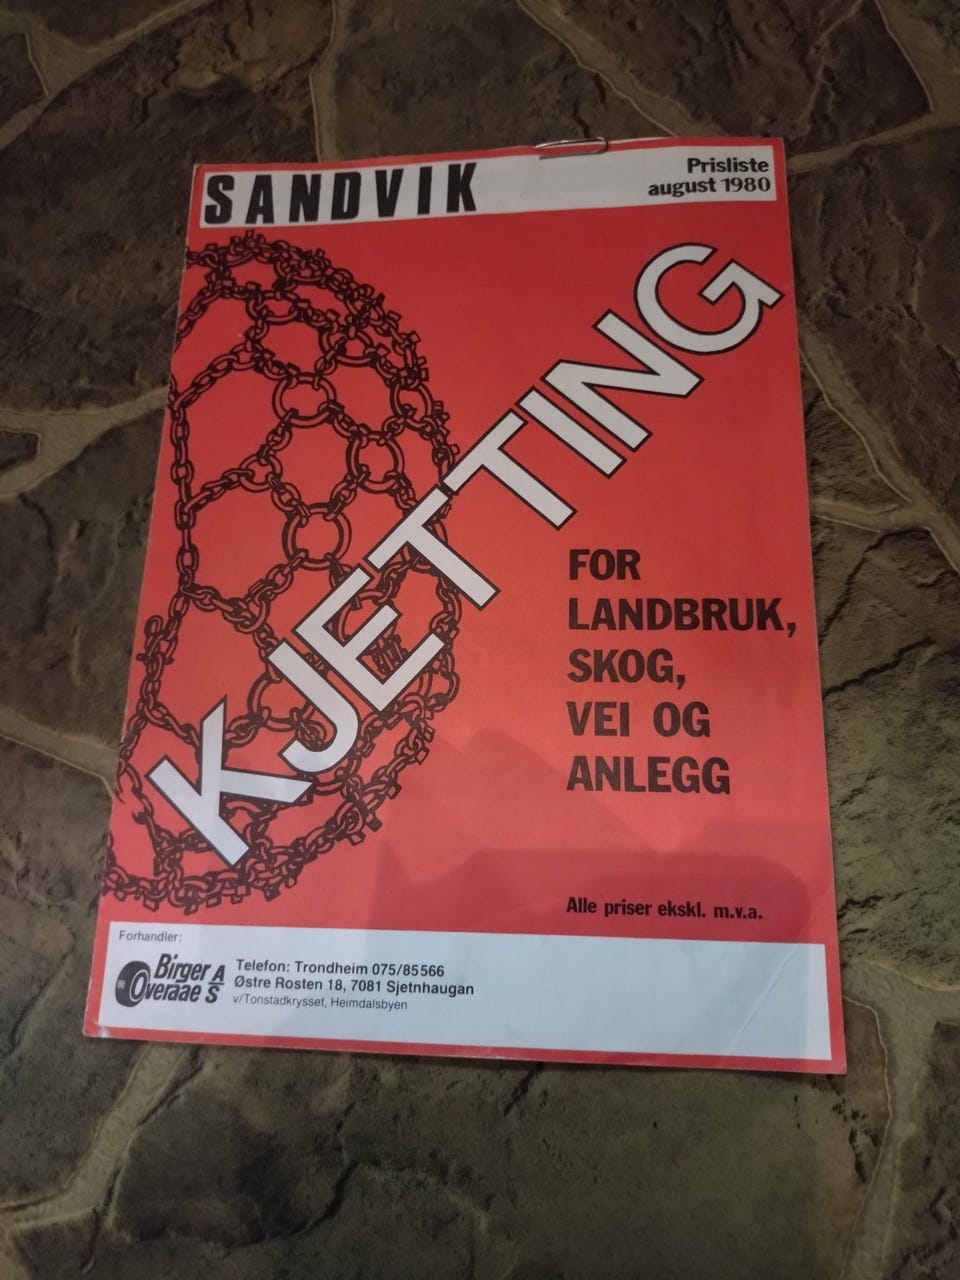 SANDVIK
Prisliste
august 1980
KJETTING
FOR
LANDBRUK,
SKOG,
VEI OG
ANLEGG
Alle priser ekskl. m.v.a.
Forhandler:
Birger A/S
Overaae
Telefon: Trondheim 075/85566
Østre Rosten 18, 7081 Sjetnhaugan
v/Tonstadkrysset, Heimdalsbyen